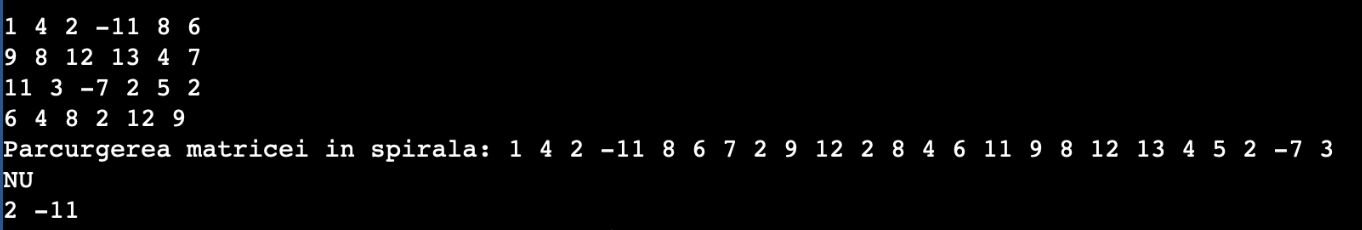 1 4 2 -11 8 6
9 8 12 13 4 7
11 3 -7 2 5 2
6 4 8 2 12 9
Parcurgerea matricei in spirala: 1 4 2 -11 8 6 7 2 9 12 2 8 4 6 11 9 8 12 13 4 5 2 -7 3
NU
2 -11